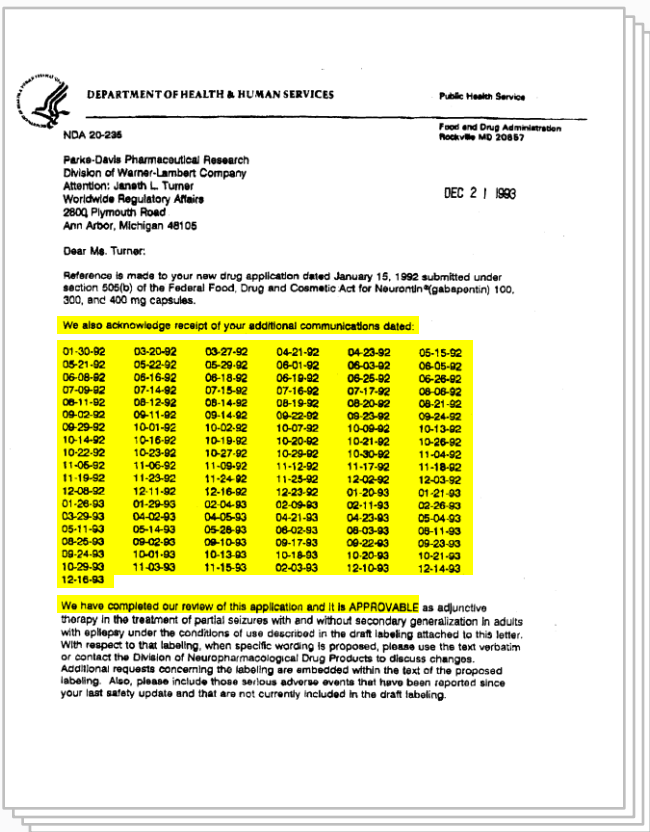 DEPARTMENT OF HEALTH & HUMAN SERVICES
Public Health Service
NDA 20-235
Food and Drug Administration
Rockville MD 20857
Parke-Davis Pharmaceutical Research
Division of Warner-Lambert Company
Attention: Janeth L. Turner
Worldwide Regulatory Affairs
2800 Plymouth Road
Ann Arbor, Michigan 48105
DEC 21 1993
Dear Ms. Turner:
Reference is made to your new drug application dated January 15, 1992 submitted under
section 505(b) of the Federal Food, Drug and Cosmetic Act for Neurontin®(gabapentin) 100,
300, and 400 mg capsules.
We also acknowledge receipt of your additional communications dated:
01-30-92 03-20-92 03-27-92 04-21-92 04-23-92 05-15-92
05-21-92 05-22-92 05-29-92 06-01-92 06-03-92 06-05-92
06-08-92 06-16-92 06-18-92 06-19-92 06-25-92 06-26-92
07-09-92 07-14-92 07-15-92 07-16-92 07-17-92 08-06-92
08-11-92 08-12-92 08-14-92 08-19-92 08-20-92 08-21-92
09-02-92 09-11-92 09-14-92 09-22-92 09-23-92 09-24-92
09-29-92 10-01-92 10-02-92 10-07-92 10-09-92 10-13-92
10-14-92 10-16-92 10-19-92 10-20-92 10-21-92 10-26-92
10-22-92 10-23-92 10-27-92 10-29-92 10-30-92 11-04-92
11-05-92 11-06-92 11-09-92 11-12-92 11-17-92 11-18-92
11-19-92 11-23-92 11-24-92 11-25-92 12-02-92 12-03-92
12-08-92 12-11-92 12-16-92 12-23-92 01-20-93 01-21-93
01-26-93 01-29-93 02-04-93 02-09-93 02-11-93 02-26-93
03-29-93 04-02-93 04-05-93 04-21-93 04-23-93 05-04-93
05-11-93 05-14-93 05-28-93 06-02-93 06-03-93 06-11-93
08-25-93 09-02-93 09-10-93 09-17-93 09-22-93 09-23-93
09-24-93 10-01-93 10-13-93 10-18-93 10-20-93 10-21-93
10-29-93 11-03-93 11-15-93 02-03-93 12-10-93 12-14-93
12-16-93
We have completed our review of this application and it is APPROVABLE as adjunctive
therapy in the treatment of partial seizures with and without secondary generalization in adults
with epilepsy under the conditions of use described in the draft labeling attached to this letter.
With respect to that labeling, when specific wording is proposed, please use the text verbatim
or contact the Division of Neuropharmacological Drug Products to discuss changes.
Additional requests concerning the labeling are embedded within the text of the proposed
labeling. Also, please include those serious adverse events that have been reported since
your last safety update and that are not currently included in the draft labeling.